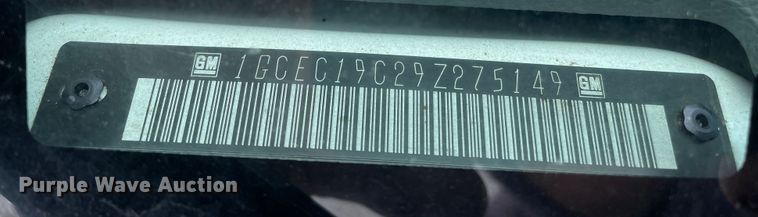 GM 1GCEC19C29Z275149 GM
Purple Wave Auction